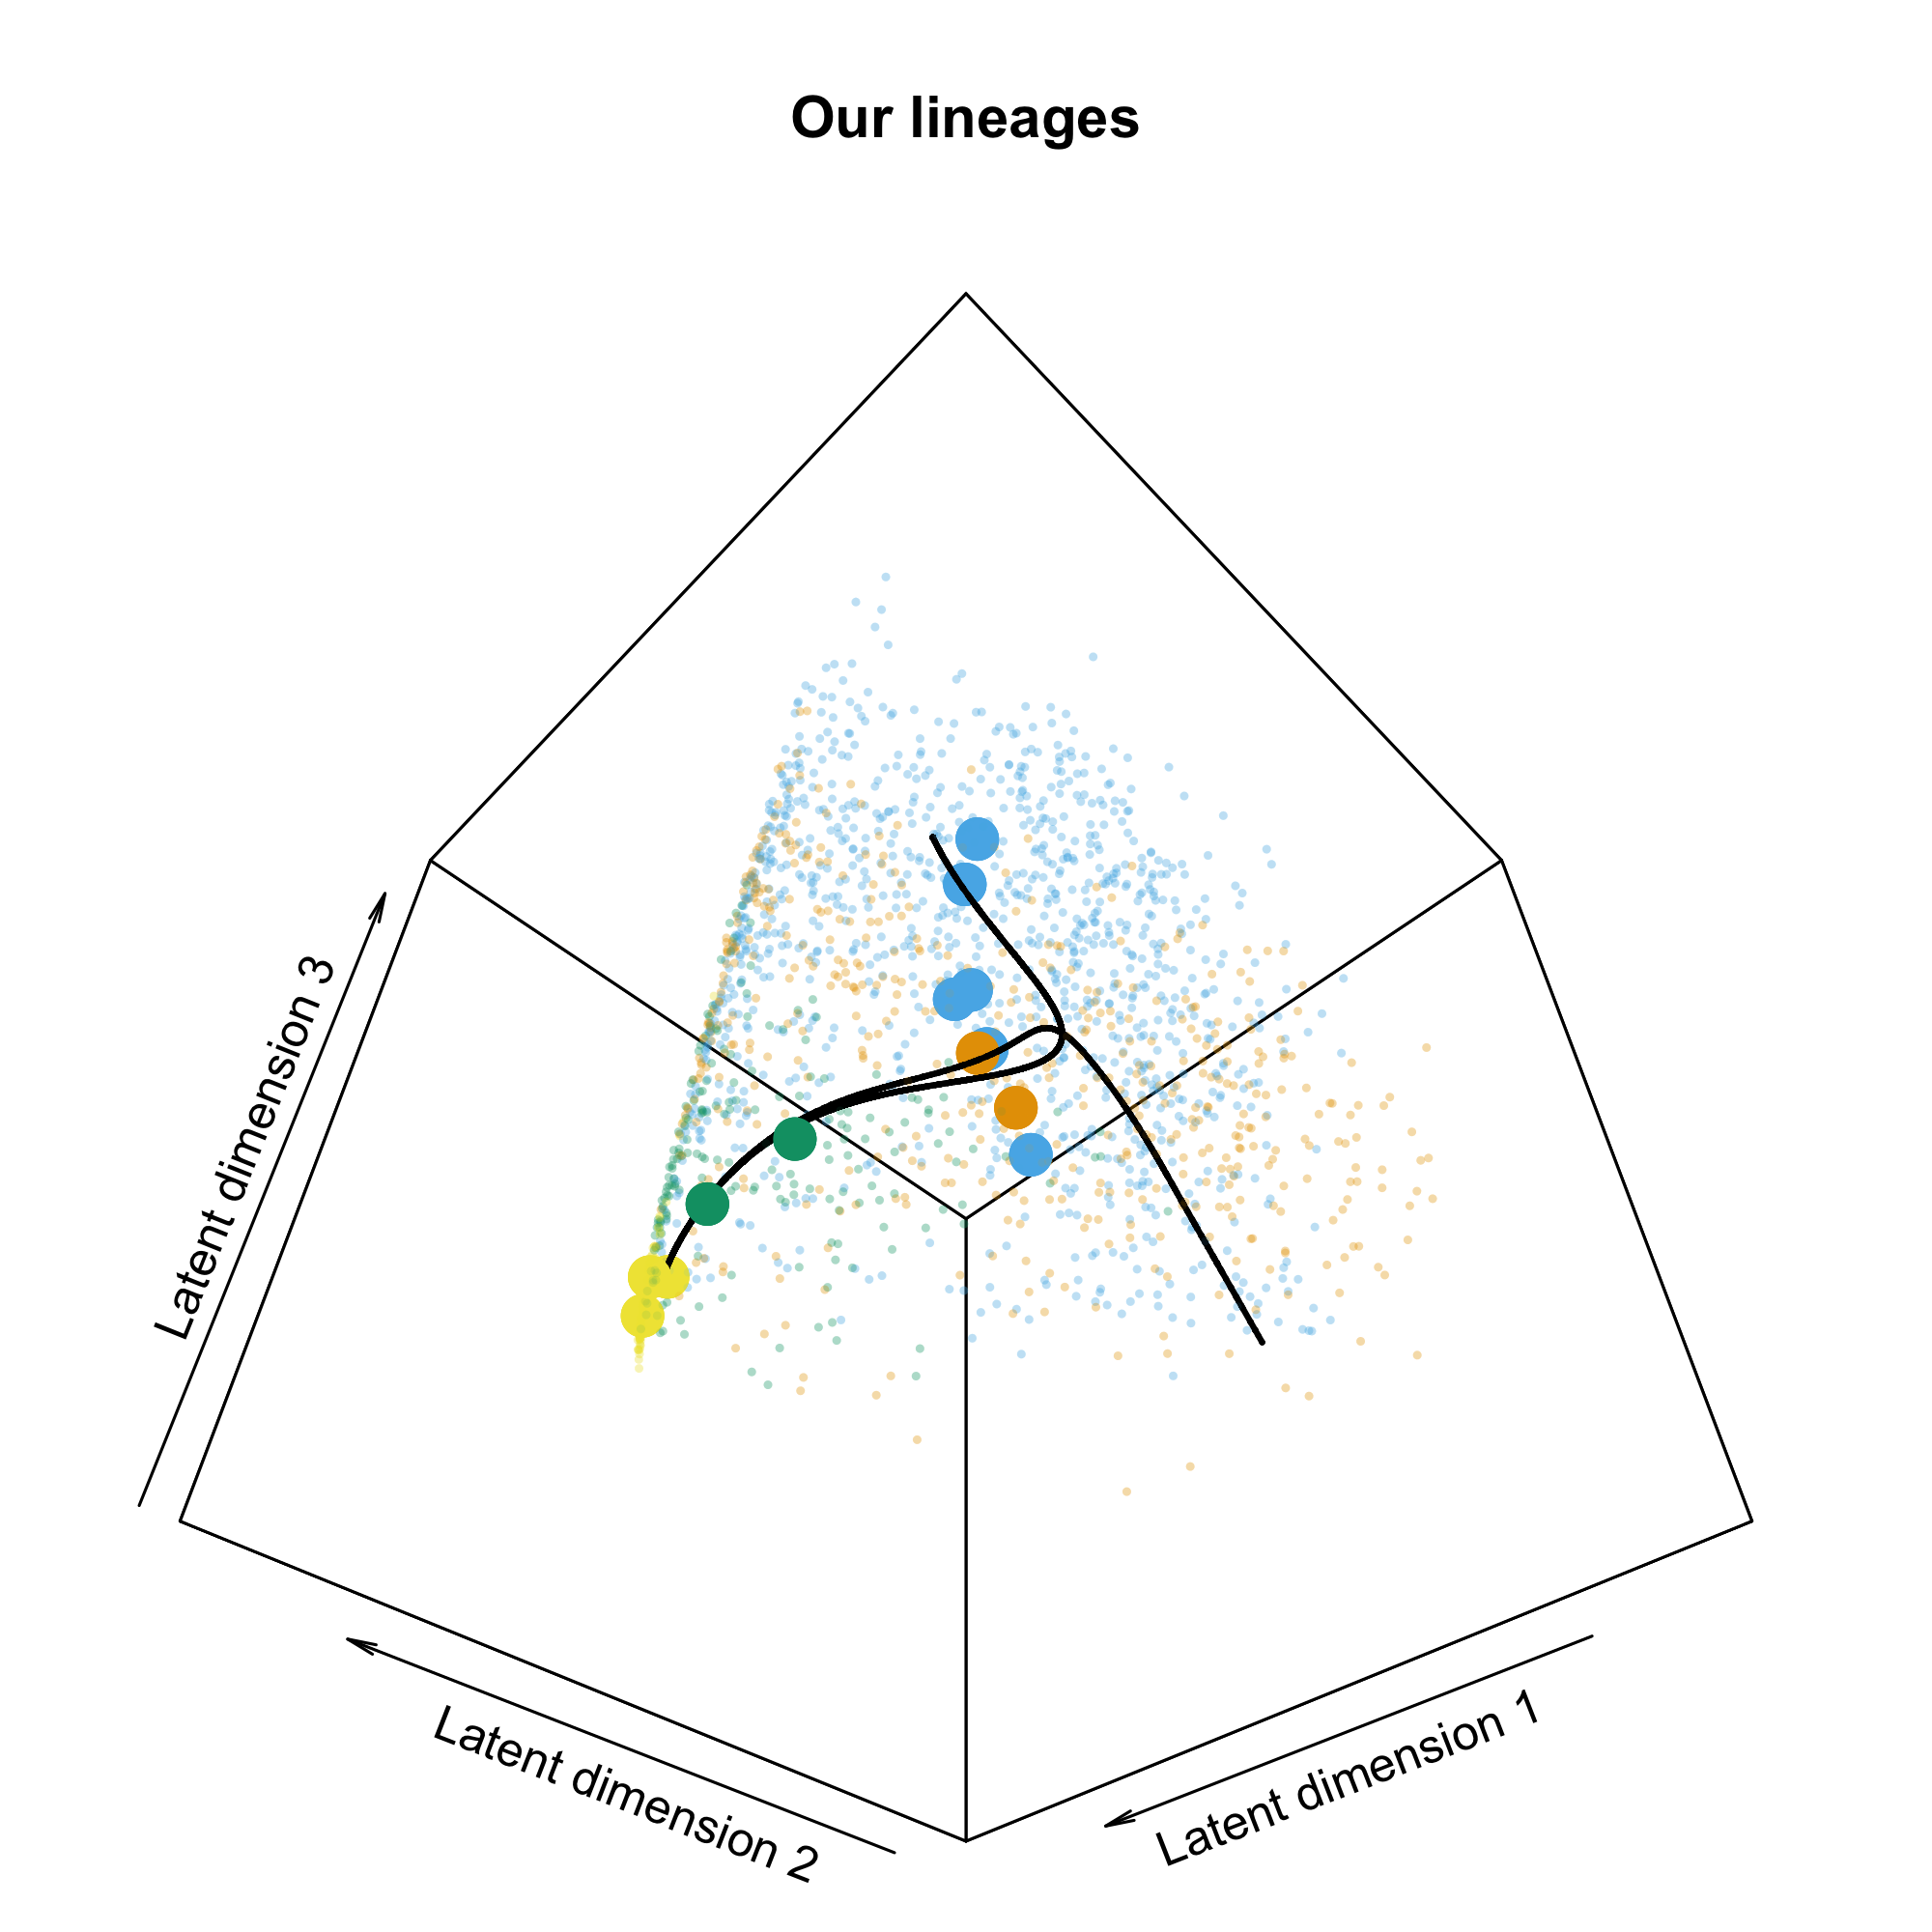 Our lineages
Latent dimension 3
Latent dimension 2
Latent dimension 1